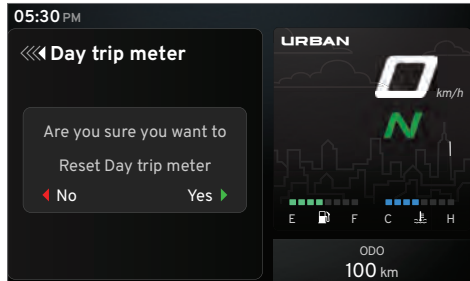 05:30 PM
Day trip meter
Are you sure you want to
Reset Day trip meter
No Yes
URBAN
0 km/h
N
E F C H
ODO
100 km